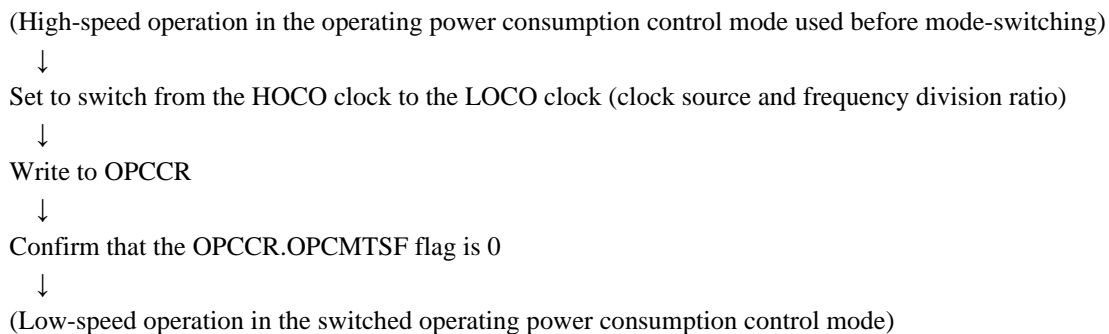 (High-speed operation in the operating power consumption control mode used before mode-switching)
↓
Set to switch from the HOCO clock to the LOCO clock (clock source and frequency division ratio)
↓
Write to OPCCR
↓
Confirm that the OPCCR.OPCMTSF flag is 0
↓
(Low-speed operation in the switched operating power consumption control mode)